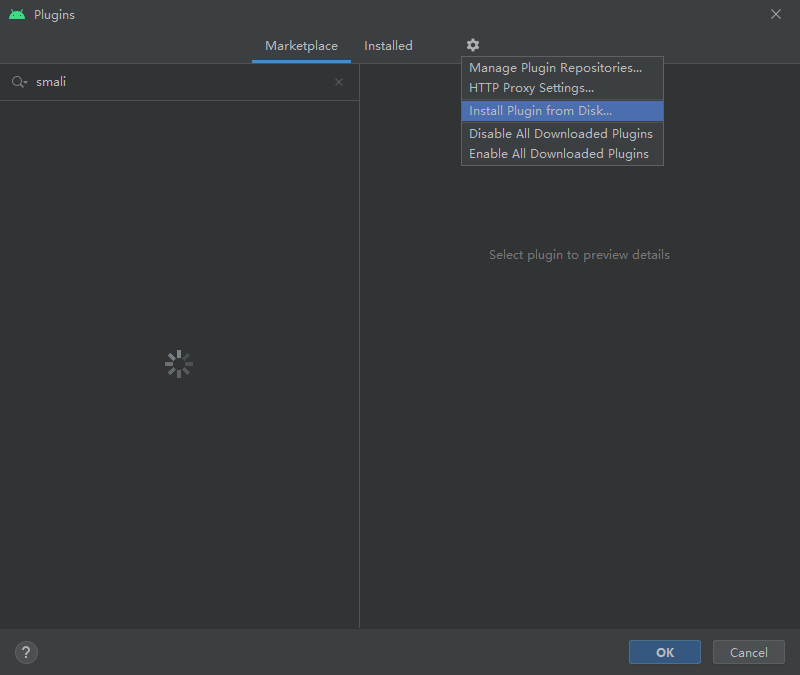 Plugins
Marketplace
Installed
smali
Manage Plugin Repositories...
HTTP Proxy Settings...
Install Plugin from Disk...
Disable All Downloaded Plugins
Enable All Downloaded Plugins
Select plugin to preview details
?
OK
Cancel